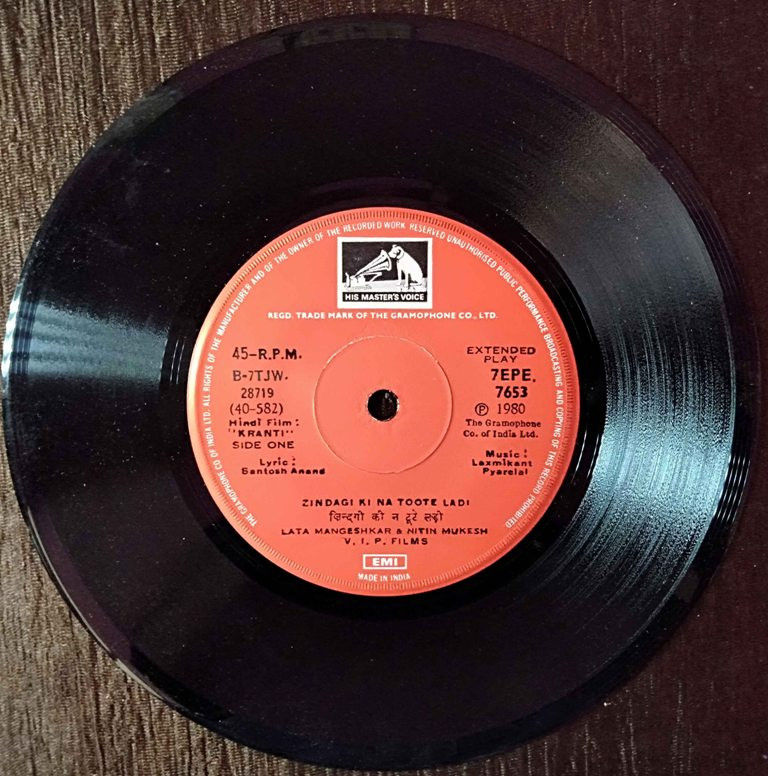 THE GRAMOPHONE CO OF INDIA LTD. ALL RIGHTS OF THE MANUFACTURER AND OF THE OWNER OF THE RECORDED WORK RESERVED UNAUTHORISED PUBLIC PERFORMANCE BROADCASTING AND COPYING OF THIS RECORD PROHIBITED
HIS MASTER'S VOICE
REGD. TRADE MARK OF THE GRAMOPHONE CO., LTD.
45-R.P.M.
B-7TJW.
28719
(40-582)
Hindi Film :
"KRANTI"
SIDE ONE
Lyric :
Santosh Anand
EXTENDED
PLAY
7EPE.
7653
℗ 1980
The Gramophone
Co. of India Ltd.
Music :
Laxmikant
Pyarelal
ZINDAGI KI NA TOOTE LADI
ज़िन्दगी की न टूटे लड़ी
LATA MANGESHKAR & NITIN MUKESH
V. I. P. FILMS
EMI
MADE IN INDIA